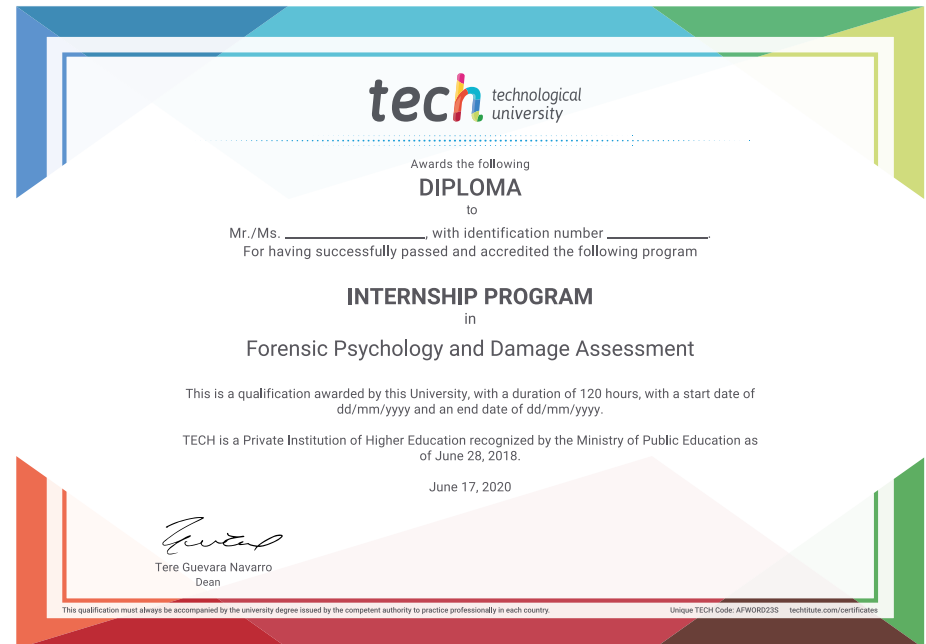 tech technological
university
Awards the following
DIPLOMA
to
Mr./Ms. ____________________, with identification number ______________.
For having successfully passed and accredited the following program
INTERNSHIP PROGRAM
in
Forensic Psychology and Damage Assessment
This is a qualification awarded by this University, with a duration of 120 hours, with a start date of
dd/mm/yyyy and an end date of dd/mm/yyyy.
TECH is a Private Institution of Higher Education recognized by the Ministry of Public Education as
of June 28, 2018.
June 17, 2020
Tere Guevara Navarro
Dean
This qualification must always be accompanied by the university degree issued by the competent authority to practice professionally in each country.
Unique TECH Code: AFWORD23S techtitute.com/certificates